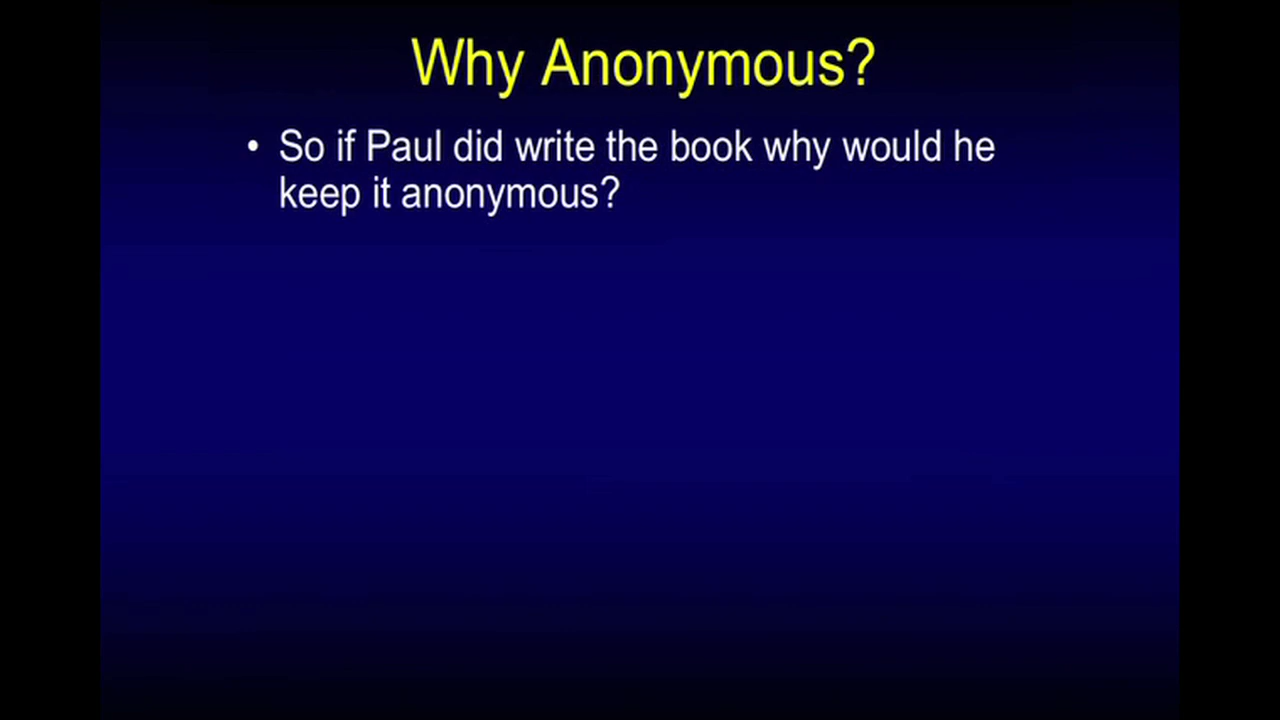 Why Anonymous?
• So if Paul did write the book why would he
keep it anonymous?